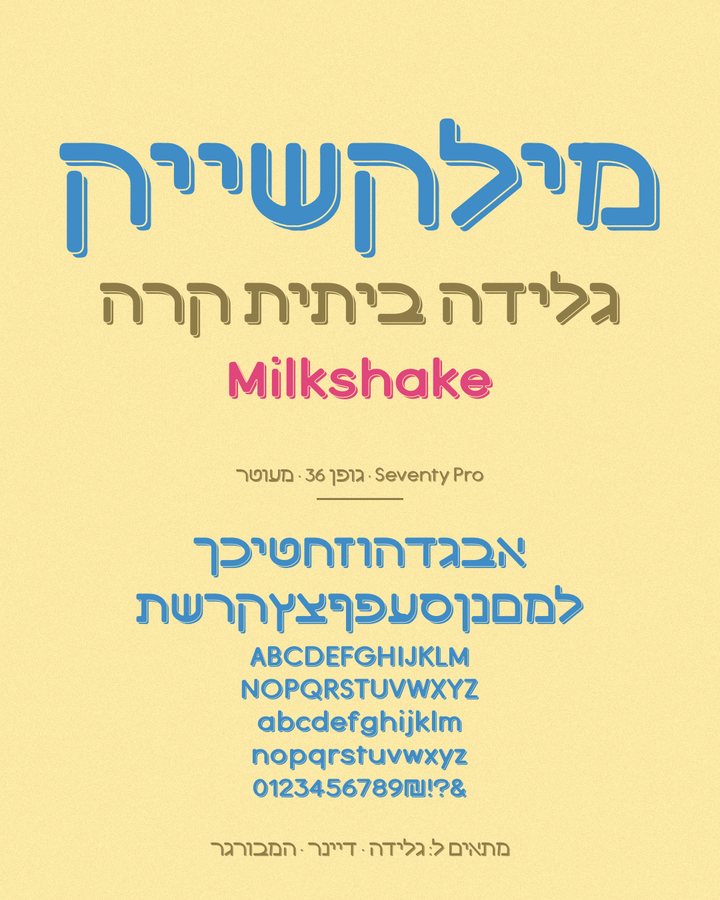 מילקשייק
גלידה ביתית קרה
Milkshake
Seventy Pro · גופן 36 · מעוטר
אבגדהוזחטיכך
למםנןסעפףצץקרשת
ABCDEFGHIJKLM
NOPQRSTUVWXYZ
abcdefghijklm
nopqrstuvwxyz
0123456789₪!?&
מתאים ל: גלידה · דיינר · המבורגר